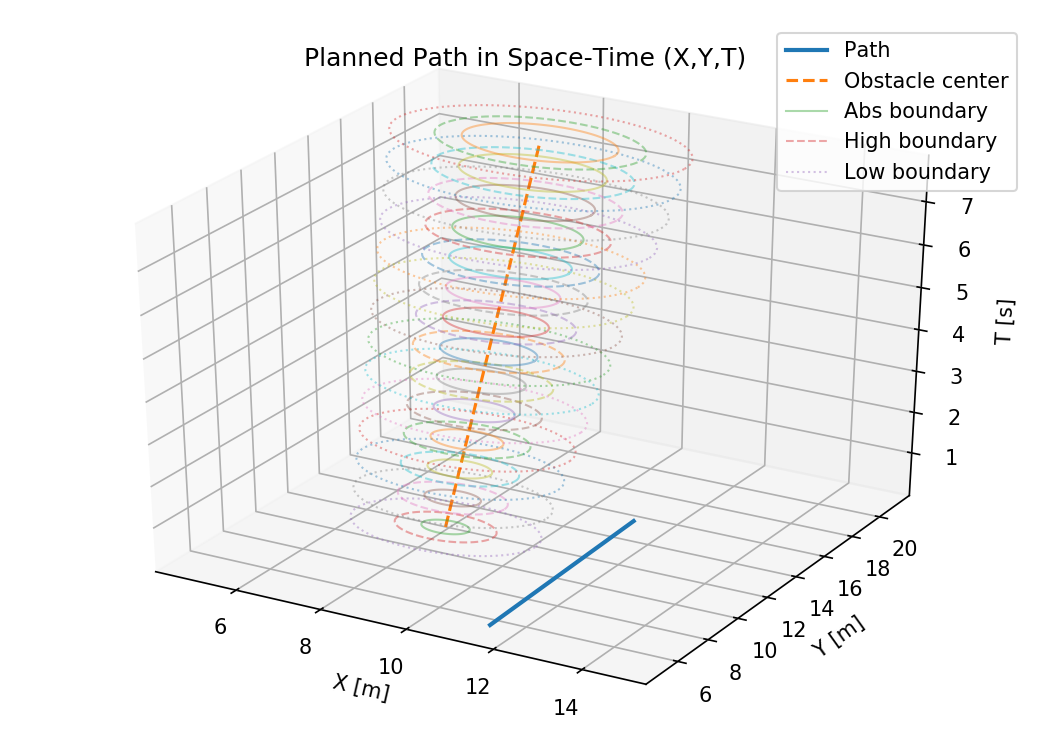 Planned Path in Space-Time (X,Y,T)
Path
Obstacle center
Abs boundary
High boundary
Low boundary
7
6
5
4
3
2
1
T [s]
20
18
16
14
12
10
8
6
Y [m]
6
8
10
12
14
X [m]